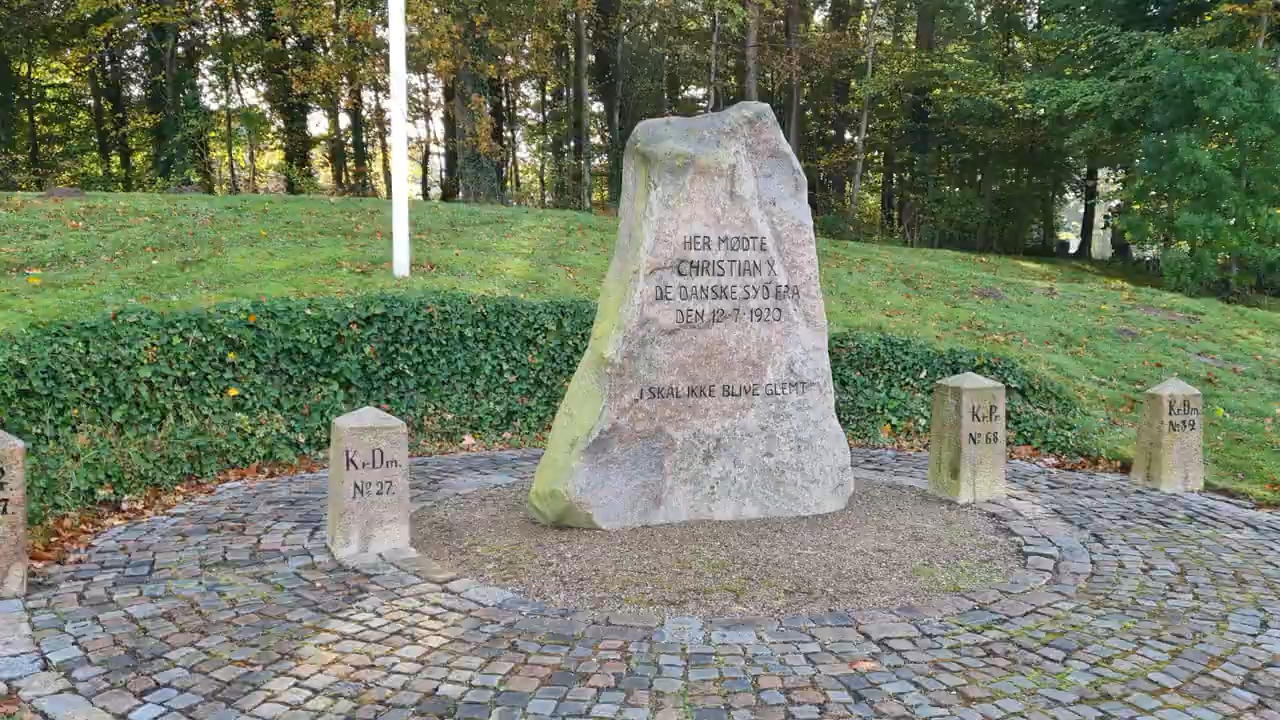 HER MØDTE
CHRISTIAN X
DE DANSKE SYD FRA
DEN 12·7·1920
I SKAL IKKE BLIVE GLEMT
Kr.Dm.
No 27.
Kr.Pr.
No 68.
Kr.Dm.
No 39.
7.